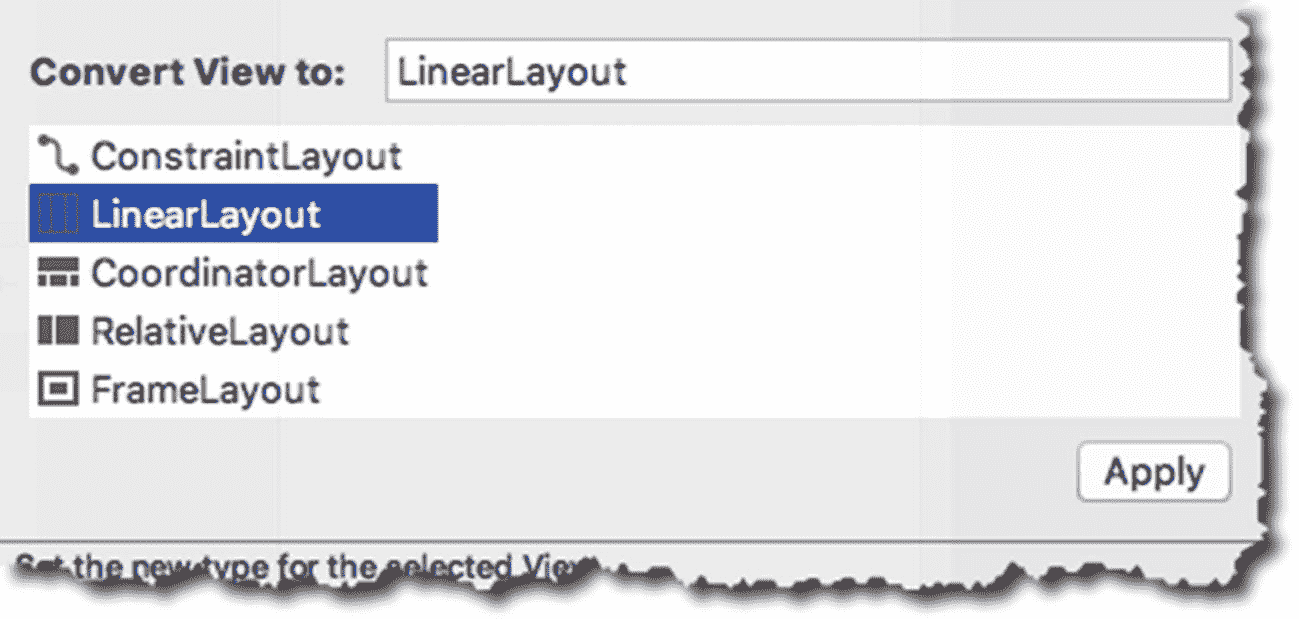 Convert View to: LinearLayout
ConstraintLayout
LinearLayout
CoordinatorLayout
RelativeLayout
FrameLayout
Apply
Set the new type for the selected View